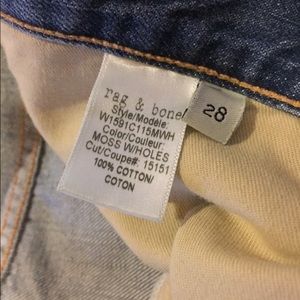 rag & bone
Style/Modèle
W1591C115MWH
Color/Couleur:
MOSS W/HOLES
Cut/Coupe#: 15151
100% COTTON/
COTON
28